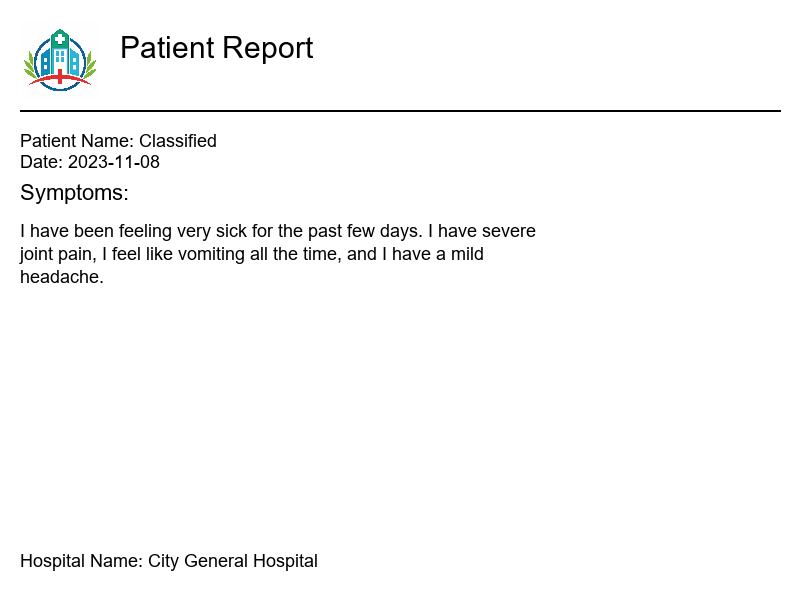 Patient Report
Patient Name: Classified
Date: 2023-11-08
Symptoms:
I have been feeling very sick for the past few days. I have severe
joint pain, I feel like vomiting all the time, and I have a mild
headache.
Hospital Name: City General Hospital